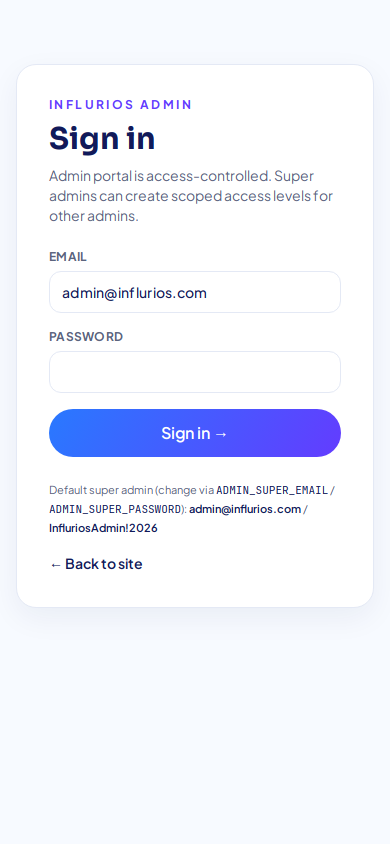 INFLURIOS ADMIN
Sign in
Admin portal is access-controlled. Super
admins can create scoped access levels for
other admins.
EMAIL
admin@influrios.com
PASSWORD
Sign in →
Default super admin (change via ADMIN_SUPER_EMAIL /
ADMIN_SUPER_PASSWORD): admin@influrios.com /
InfluriosAdmin!2026
← Back to site